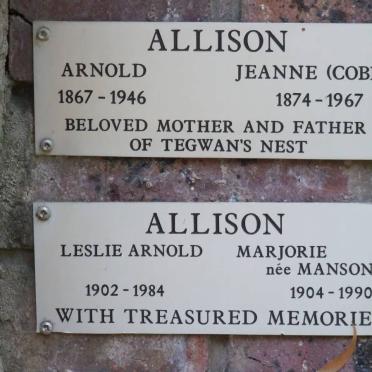 ALLISON
ARNOLD JEANNE (COB
1867 - 1946 1874 - 1967
BELOVED MOTHER AND FATHER
OF TEGWAN'S NEST
ALLISON
LESLIE ARNOLD MARJORIE
née MANSON
1902 - 1984 1904 - 1990
WITH TREASURED MEMORIE